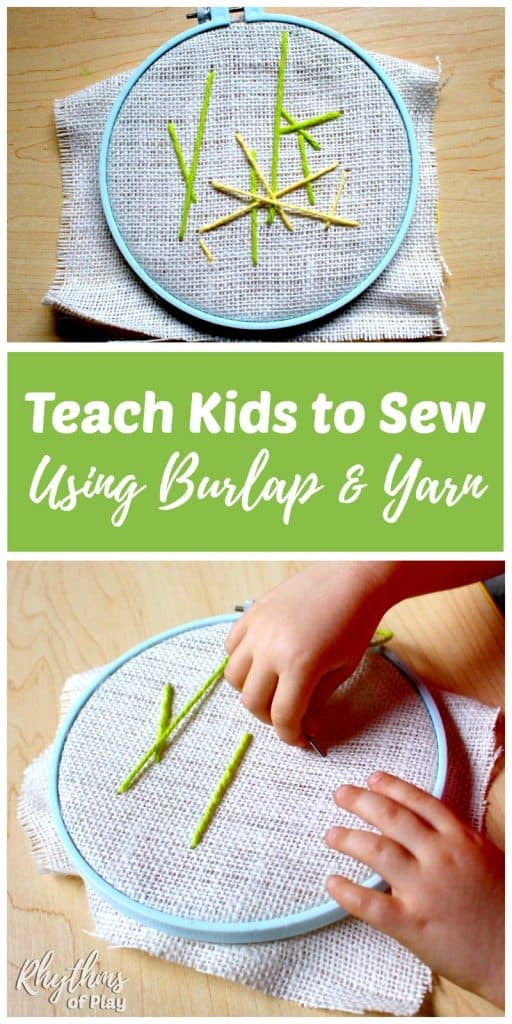 Teach Kids to Sew
Using Burlap & Yarn
Rhythms
of Play